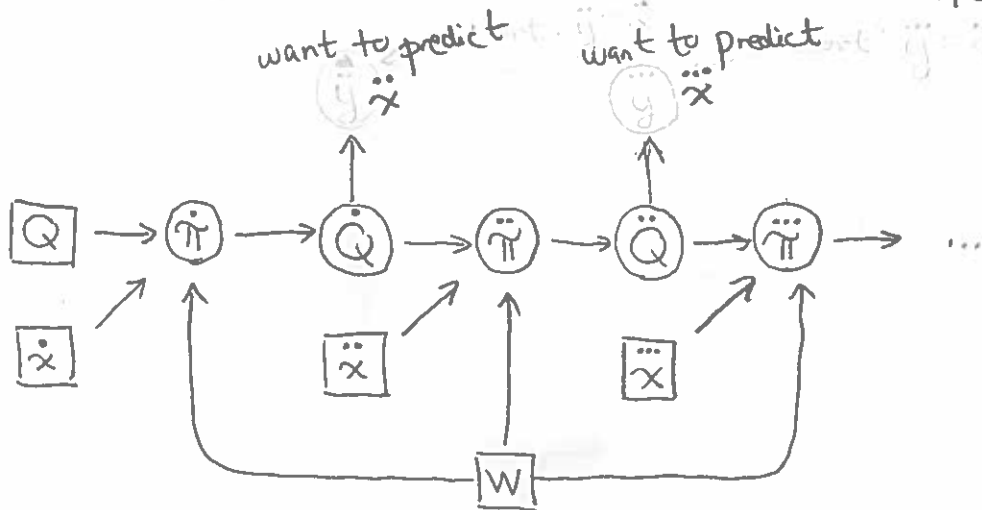 want to predict want to predict
ẍ x⃛
Q π̇ Q̇ π̈ Q̈ π⃛ ...
ẋ ẍ x⃛
W